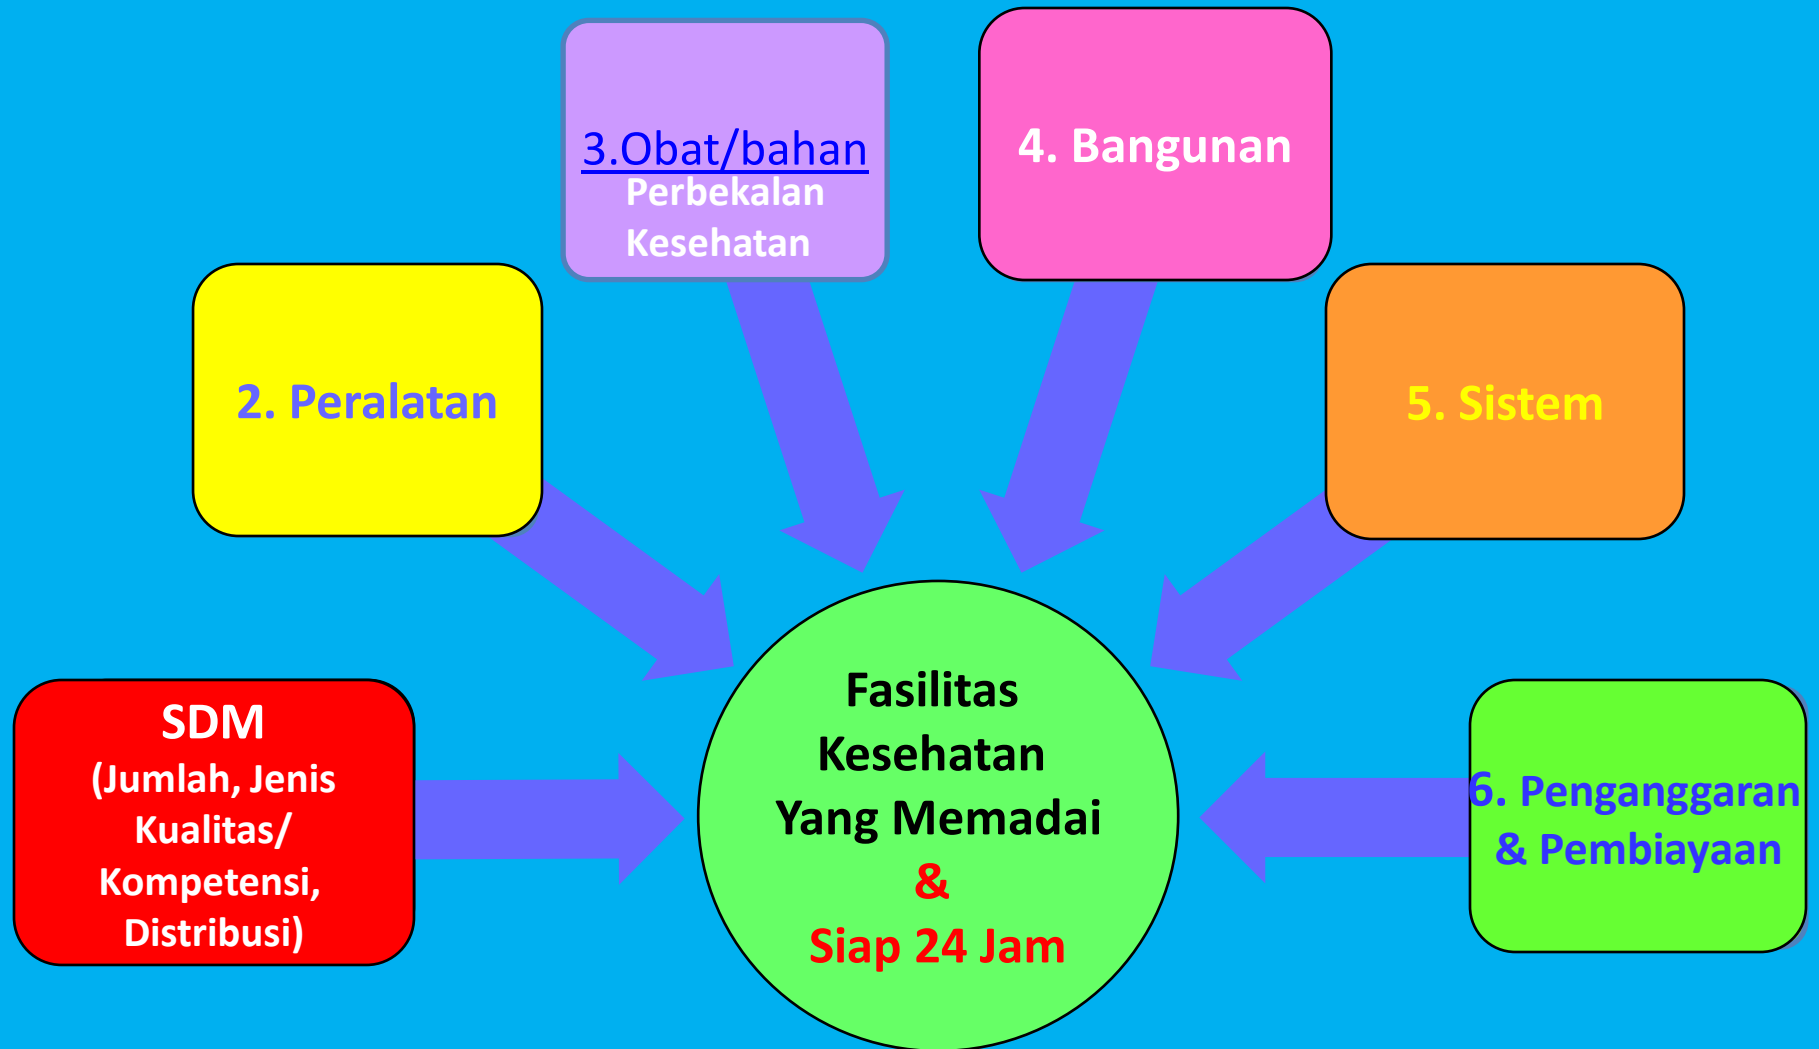 SDM
(Jumlah, Jenis
Kualitas/
Kompetensi,
Distribusi)
2. Peralatan
3.Obat/bahan
Perbekalan
Kesehatan
4. Bangunan
5. Sistem
6. Penganggaran
& Pembiayaan
Fasilitas
Kesehatan
Yang Memadai
&
Siap 24 Jam